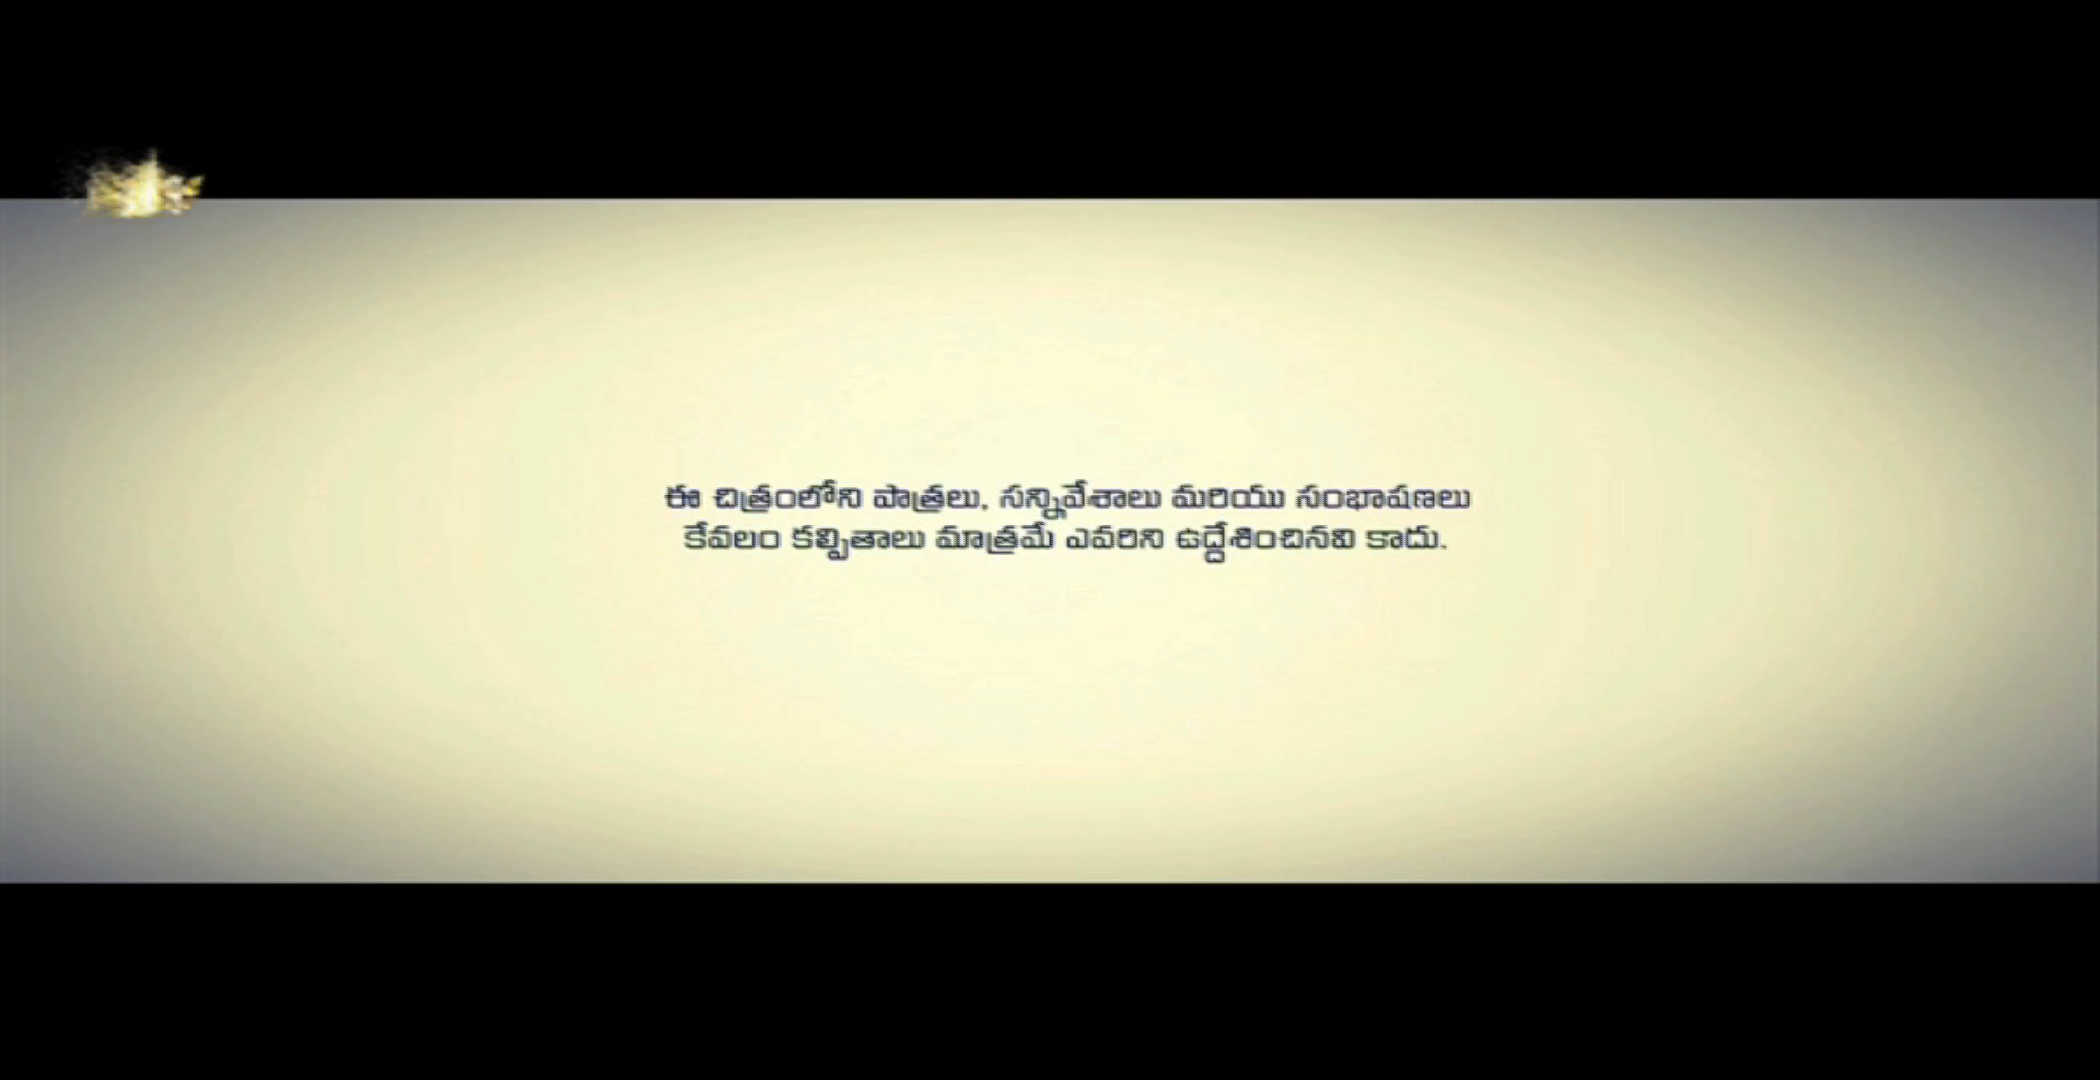 ఈ చిత్రంలోని పాత్రలు, సన్నివేశాలు మరియు సంభాషణలు
కేవలం కల్పితాలు మాత్రమే ఎవరిని ఉద్దేశించినవి కాదు.